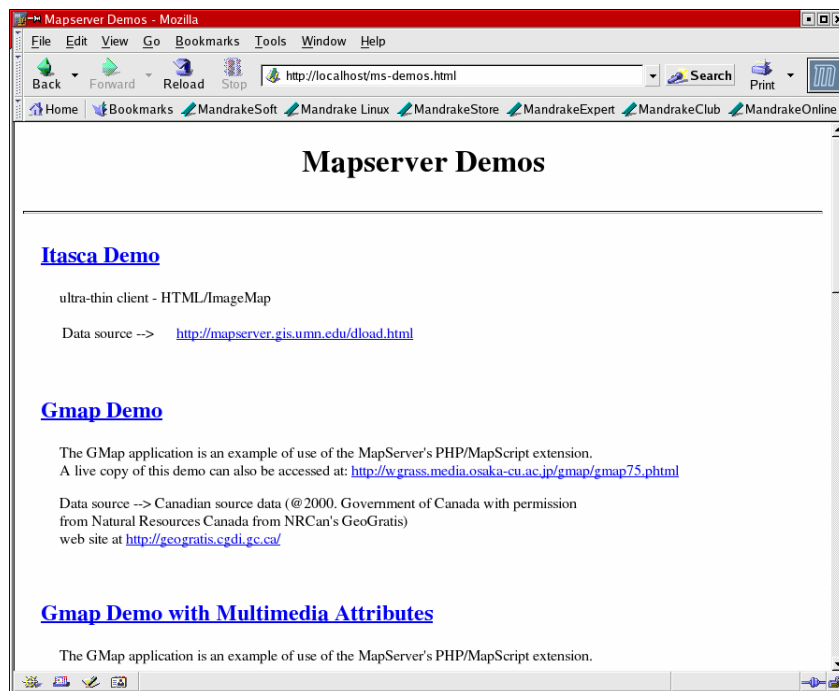 Mapserver Demos - Mozilla
File Edit View Go Bookmarks Tools Window Help
Back Forward Reload Stop http://localhost/ms-demos.html Search Print
Home Bookmarks MandrakeSoft Mandrake Linux MandrakeStore MandrakeExpert MandrakeClub MandrakeOnline
Mapserver Demos
Itasca Demo
ultra-thin client - HTML/ImageMap
Data source --> http://mapserver.gis.umn.edu/dload.html
Gmap Demo
The GMap application is an example of use of the MapServer's PHP/MapScript extension.
A live copy of this demo can also be accessed at: http://wgrass.media.osaka-cu.ac.jp/gmap/gmap75.phtml
Data source --> Canadian source data (@2000. Government of Canada with permission
from Natural Resources Canada from NRCan's GeoGratis)
web site at http://geogratis.cgdi.gc.ca/
Gmap Demo with Multimedia Attributes
The GMap application is an example of use of the MapServer's PHP/MapScript extension.